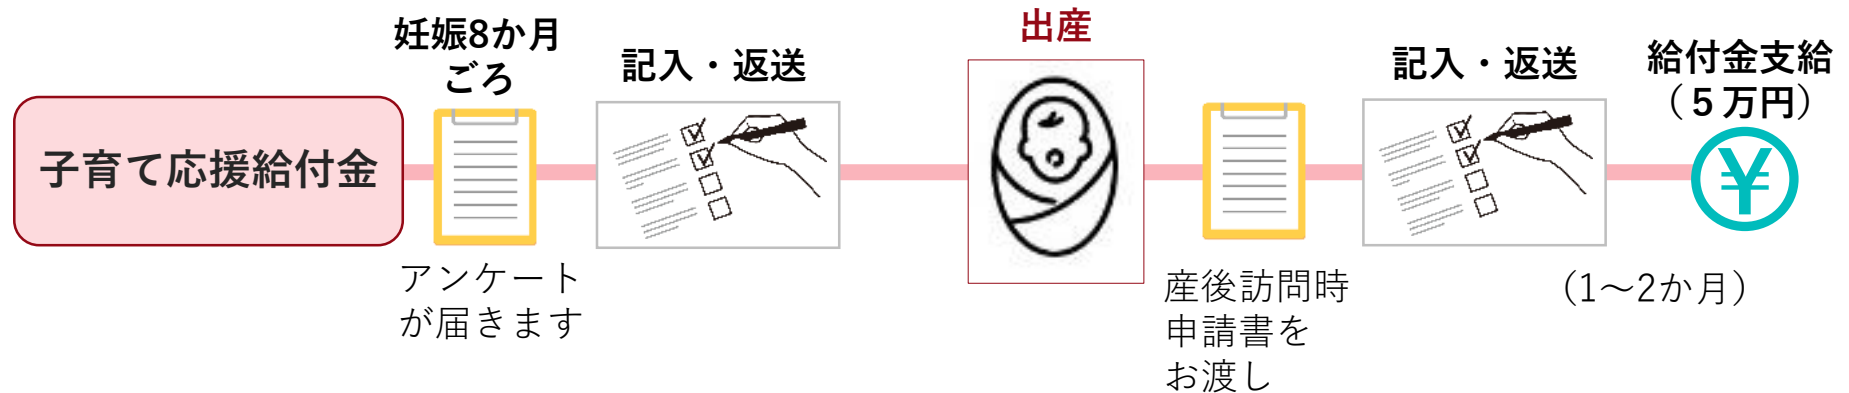 子育て応援給付金
妊娠8か月
ごろ
アンケート
が届きます
記入・返送
出産
産後訪問時
申請書を
お渡し
記入・返送
給付金支給
（５万円）
（1～2か月）